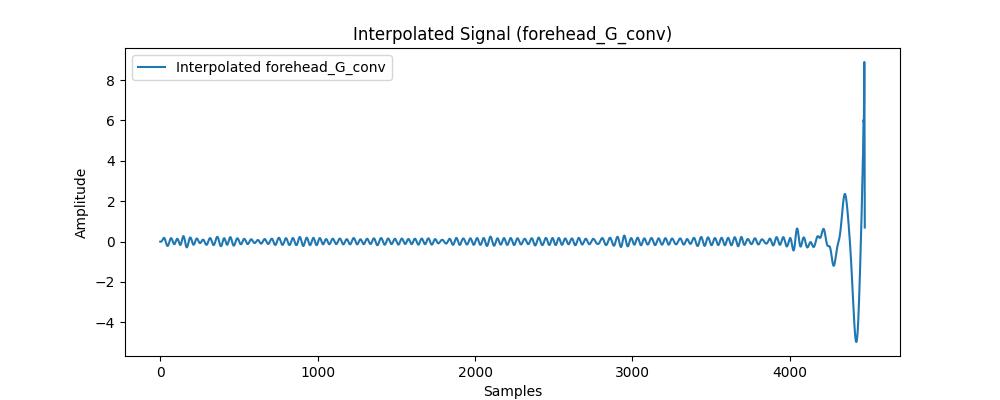 Interpolated Signal (forehead_G_conv)
Interpolated forehead_G_conv
8
6
4
2
0
−2
−4
Amplitude
0 1000 2000 3000 4000
Samples